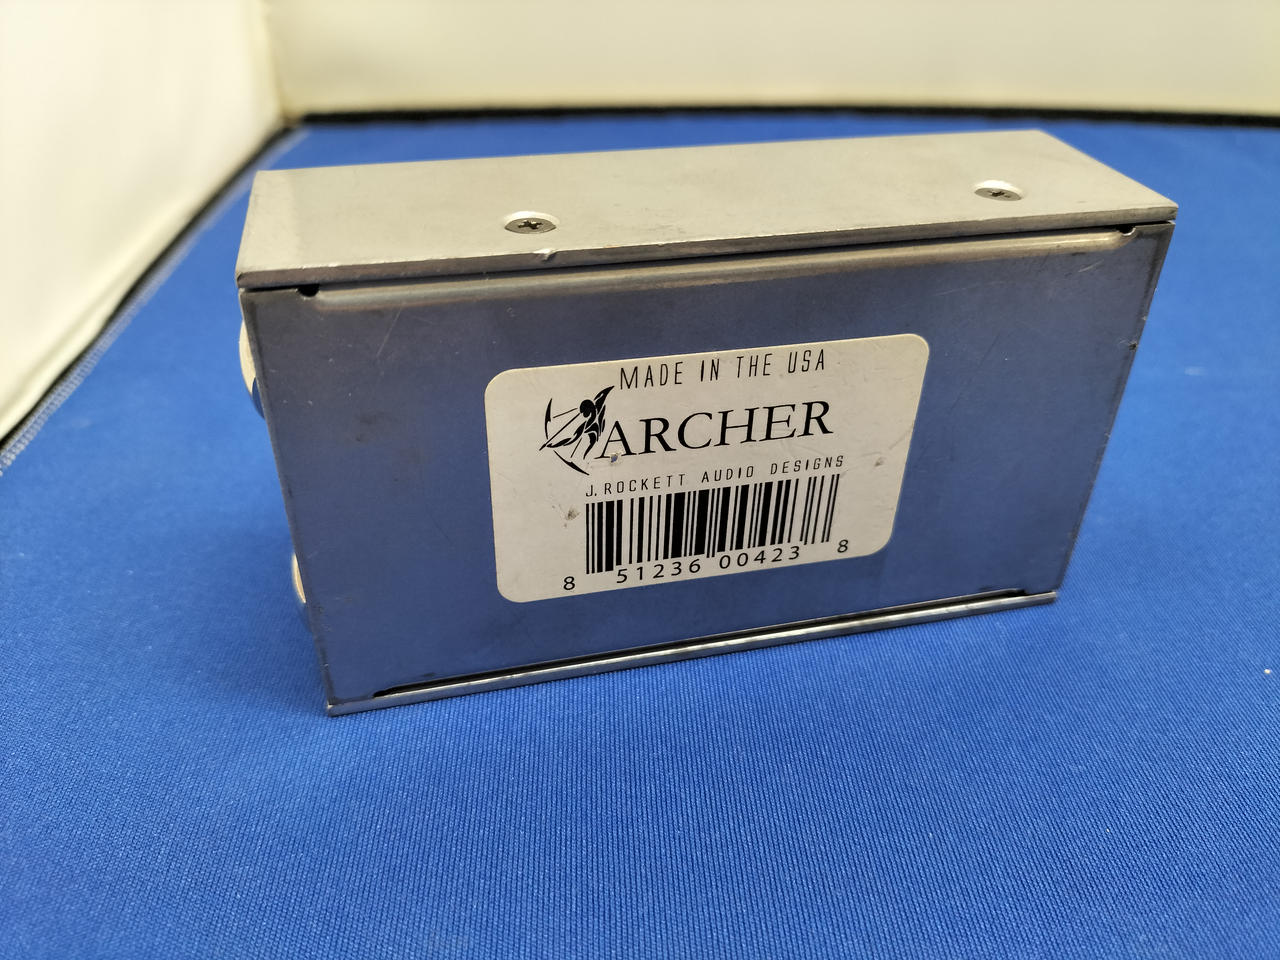 MADE IN THE USA
ARCHER
J. ROCKETT AUDIO DESIGNS
8 51236 00423 8